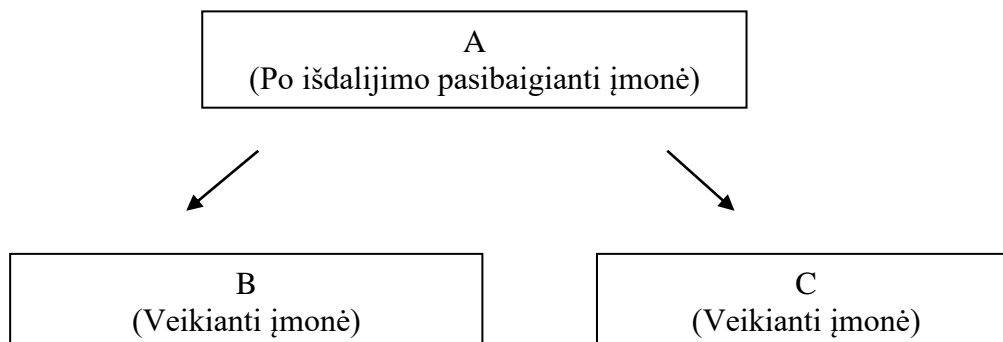 A
(Po išdalijimo pasibaigianti įmonė)
B
(Veikianti įmonė)
C
(Veikianti įmonė)